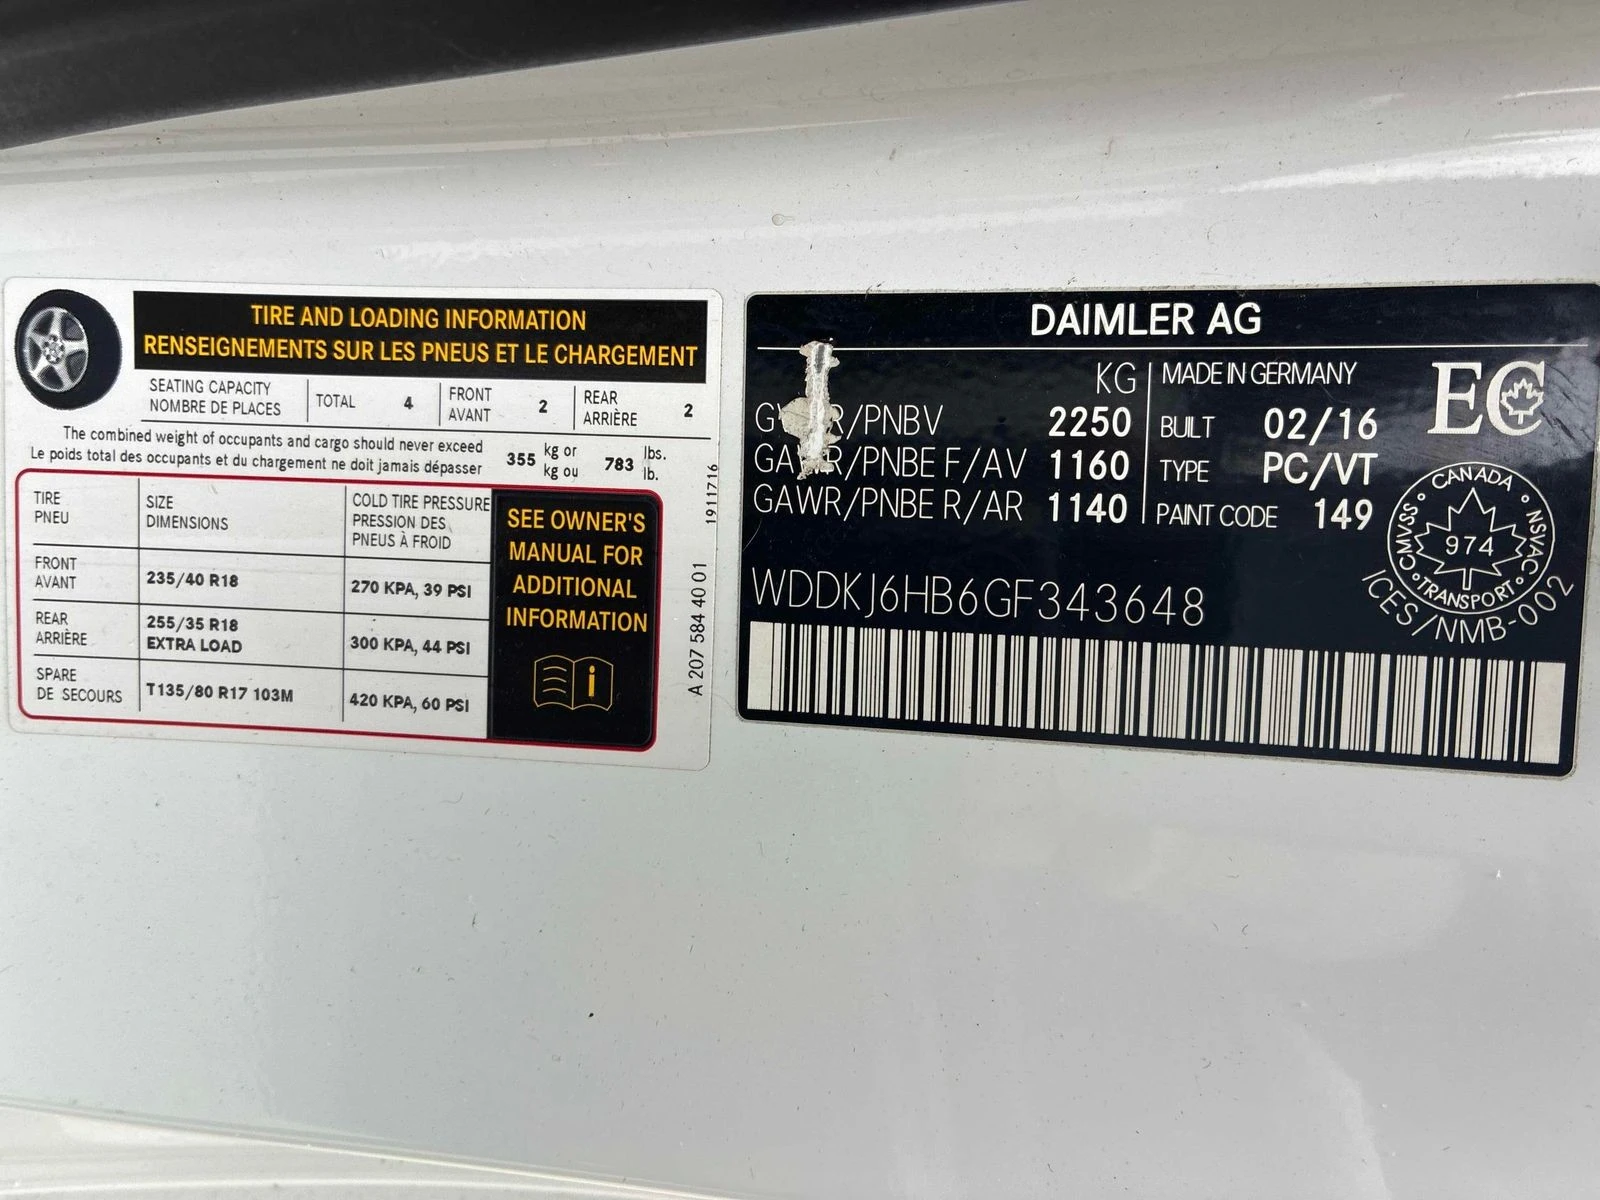 TIRE AND LOADING INFORMATION
RENSEIGNEMENTS SUR LES PNEUS ET LE CHARGEMENT
SEATING CAPACITY
NOMBRE DE PLACES
TOTAL 4
FRONT
AVANT
2
REAR
ARRIÈRE
2
The combined weight of occupants and cargo should never exceed
Le poids total des occupants et du chargement ne doit jamais dépasser
355
kg or
kg ou
783
lbs.
lb.
TIRE
PNEU
SIZE
DIMENSIONS
COLD TIRE PRESSURE
PRESSION DES
PNEUS À FROID
FRONT
AVANT
235/40 R18
270 KPA, 39 PSI
REAR
ARRIÈRE
255/35 R18
EXTRA LOAD
300 KPA, 44 PSI
SPARE
DE SECOURS
T135/80 R17 103M
420 KPA, 60 PSI
SEE OWNER'S
MANUAL FOR
ADDITIONAL
INFORMATION
i
A 207 584 40 01
1911716
DAIMLER AG
KG
/PNBV 2250
/PNBE F/AV 1160
GAWR/PNBE R/AR 1140
MADE IN GERMANY
BUILT 02/16
TYPE PC/VT
PAINT CODE 149
EC
CANADA
CMVSS
NSVAC
974
TRANSPORT
ICES/NMB-002
WDDKJ6HB6GF343648